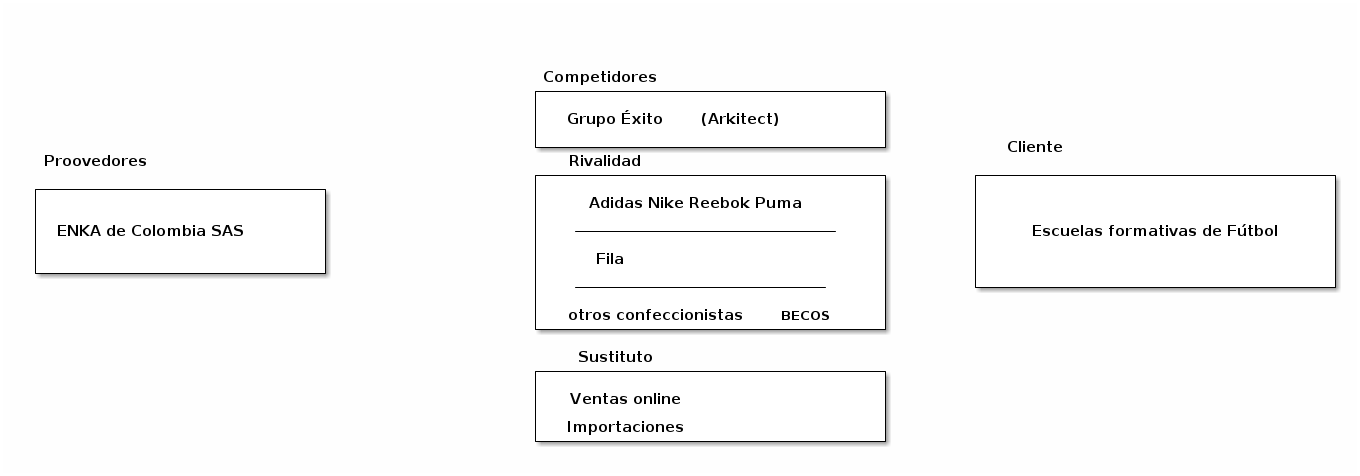 Competidores
Grupo Éxito (Arkitect)
Proovedores
ENKA de Colombia SAS
Rivalidad
Adidas Nike Reebok Puma
Fila
otros confeccionistas BECOS
Sustituto
Ventas online
Importaciones
Cliente
Escuelas formativas de Fútbol